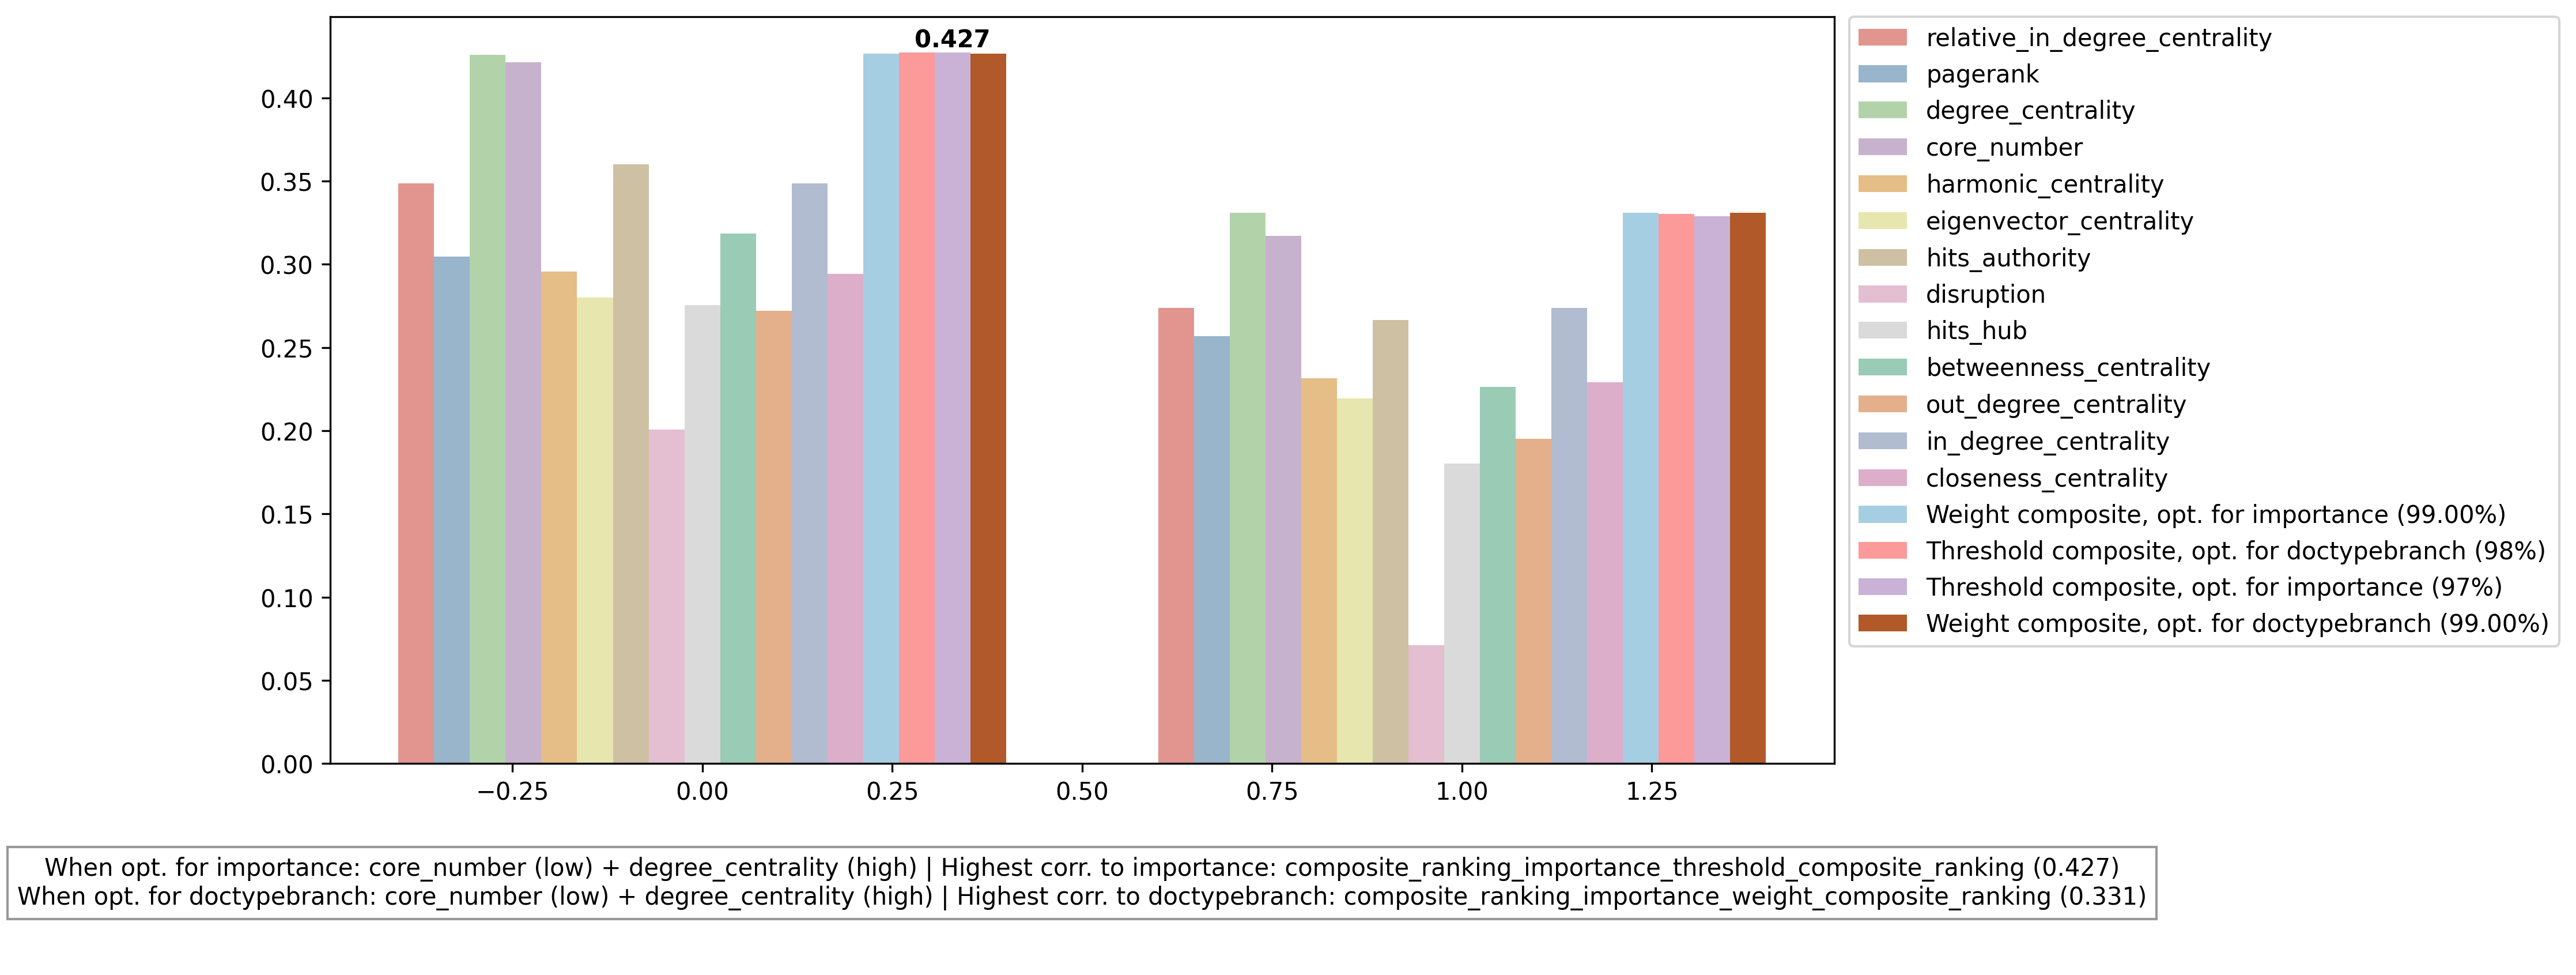 0.427
0.40
0.35
0.30
0.25
0.20
0.15
0.10
0.05
0.00
−0.25
0.00
0.25
0.50
0.75
1.00
1.25
relative_in_degree_centrality
pagerank
degree_centrality
core_number
harmonic_centrality
eigenvector_centrality
hits_authority
disruption
hits_hub
betweenness_centrality
out_degree_centrality
in_degree_centrality
closeness_centrality
Weight composite, opt. for importance (99.00%)
Threshold composite, opt. for doctypebranch (98%)
Threshold composite, opt. for importance (97%)
Weight composite, opt. for doctypebranch (99.00%)
When opt. for importance: core_number (low) + degree_centrality (high) | Highest corr. to importance: composite_ranking_importance_threshold_composite_ranking (0.427)
When opt. for doctypebranch: core_number (low) + degree_centrality (high) | Highest corr. to doctypebranch: composite_ranking_importance_weight_composite_ranking (0.331)